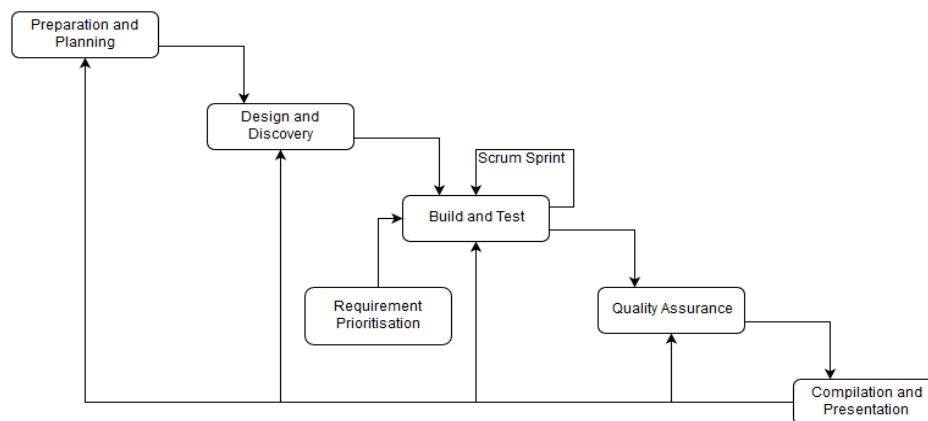 Preparation and
Planning
Design and
Discovery
Scrum Sprint
Build and Test
Requirement
Prioritisation
Quality Assurance
Compilation and
Presentation